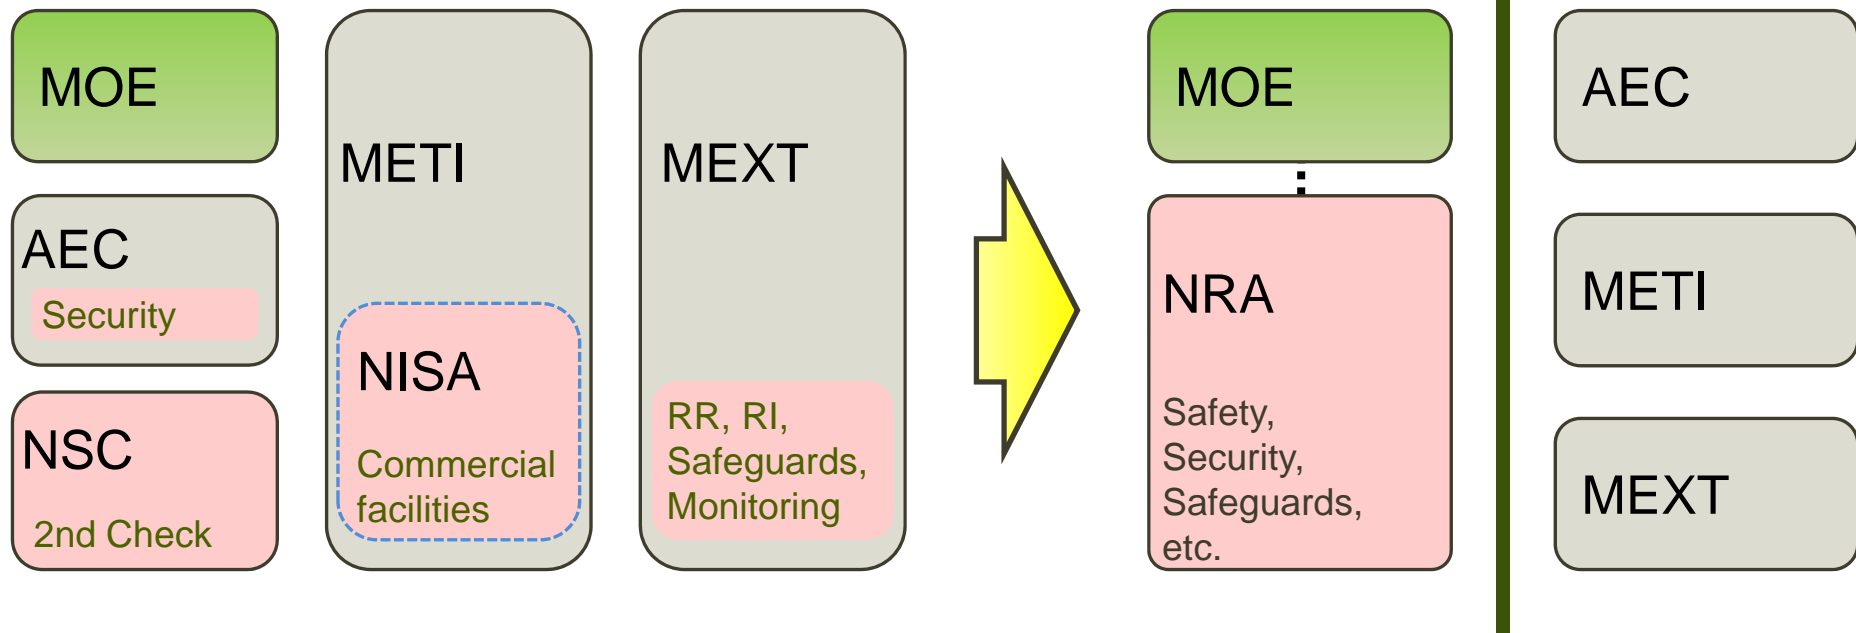 MOE
AEC
Security
NSC
2nd Check
METI
NISA
Commercial
facilities
MEXT
RR, RI,
Safeguards,
Monitoring
MOE
NRA
Safety,
Security,
Safeguards,
etc.
AEC
METI
MEXT